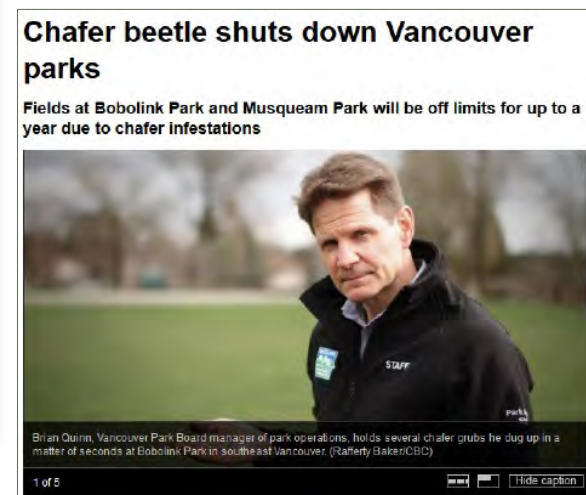 Chafer beetle shuts down Vancouver
parks
Fields at Bobolink Park and Musqueam Park will be off limits for up to a
year due to chafer infestations
STAFF
Park
Brian Quinn, Vancouver Park Board manager of park operations, holds several chafer grubs he dug up in a
matter of seconds at Bobolink Park in southeast Vancouver. (Rafferty Baker/CBC)
1 of 5
Hide caption